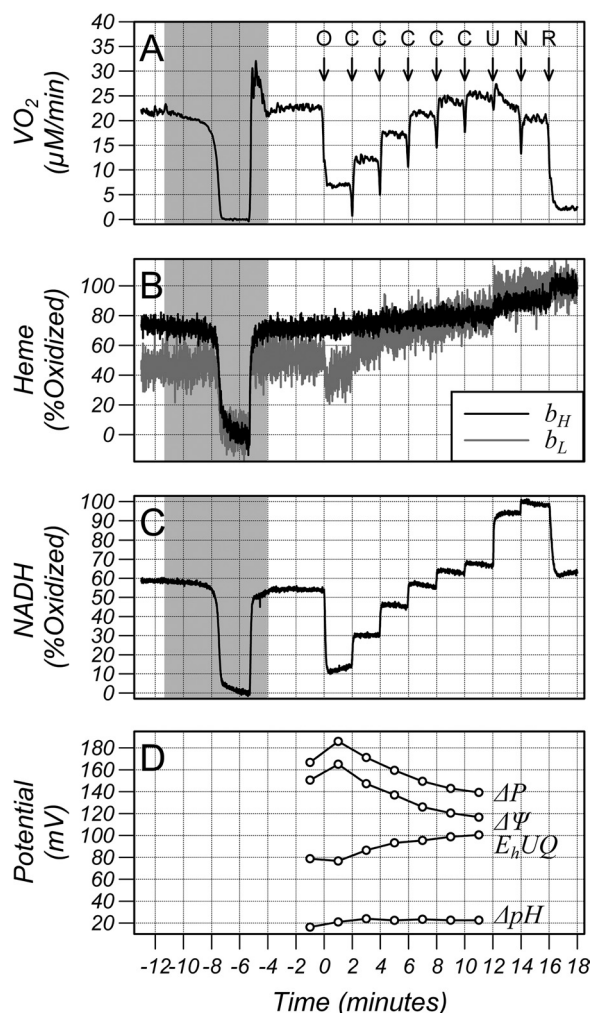 A
O C C C C C U N R
VO2
(μM/min)
40
35
30
25
20
15
10
5
0
B
Heme
(%Oxidized)
100
80
60
40
20
0
bH
bL
C
NADH
(%Oxidized)
100
90
80
70
60
50
40
30
20
10
0
D
Potential
(mV)
180
160
140
120
100
80
60
40
20
ΔP
ΔΨ
EhUQ
ΔpH
-12 -10 -8 -6 -4 -2 0 2 4 6 8 10 12 14 16 18
Time (minutes)